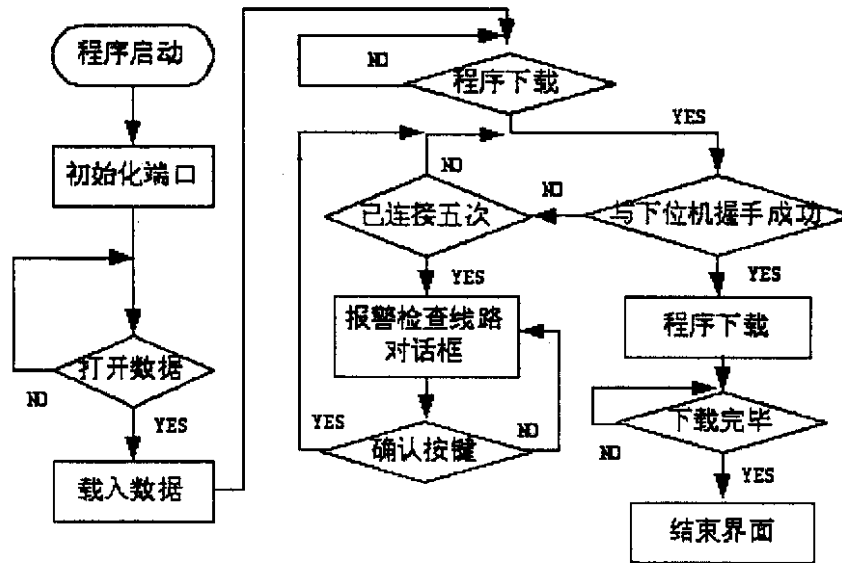 程序启动
初始化端口
打开数据
NO
YES
载入数据
NO
程序下载
YES
NO
已连接五次
NO
与下位机握手成功
YES
YES
报警检查线路
对话框
程序下载
YES
确认按键
NO
下载完毕
NO
YES
结束界面